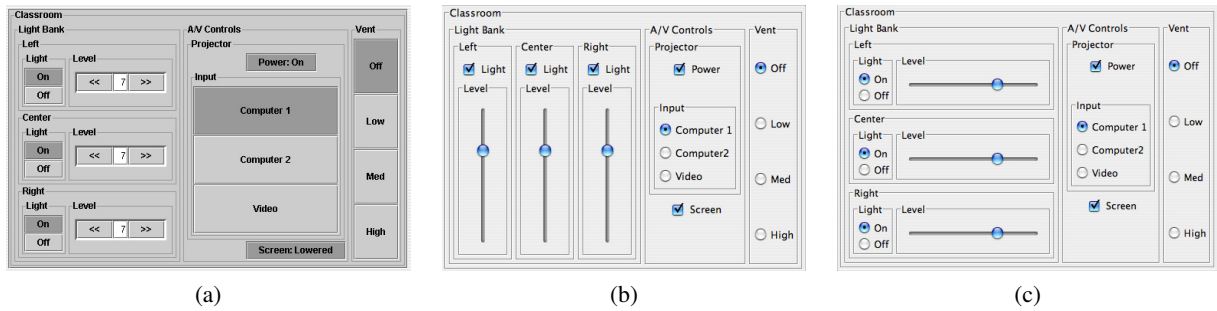 Classroom
Light Bank
Left
Light
On
Off
Level
<< 7 >>
Center
Light
On
Off
Level
<< 7 >>
Right
Light
On
Off
Level
<< 7 >>
A/V Controls
Projector
Power: On
Input
Computer 1
Computer 2
Video
Screen: Lowered
Vent
Off
Low
Med
High
(a)
Classroom
Light Bank
Left
Light
Level
Center
Light
Level
Right
Light
Level
A/V Controls
Projector
Power
Input
Computer 1
Computer2
Video
Screen
Vent
Off
Low
Med
High
(b)
Classroom
Light Bank
Left
Light
On
Off
Level
Center
Light
On
Off
Level
Right
Light
On
Off
Level
A/V Controls
Projector
Power
Input
Computer 1
Computer2
Video
Screen
Vent
Off
Low
Med
High
(c)